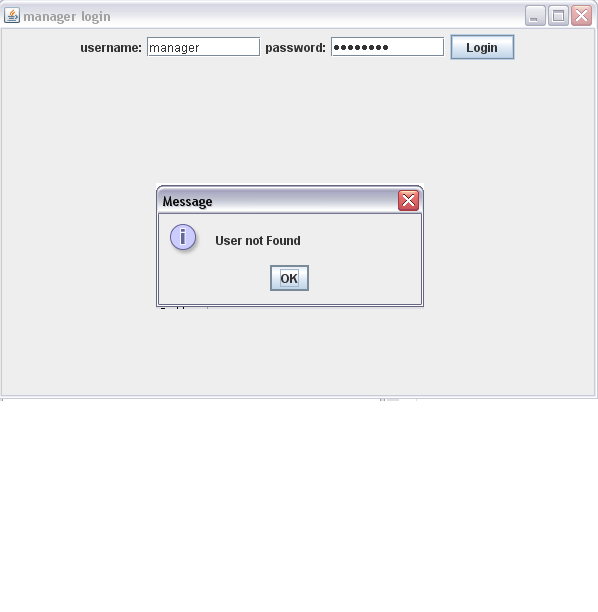 manager login
username: manager password: ●●●●●●●● Login
Message
User not Found
OK